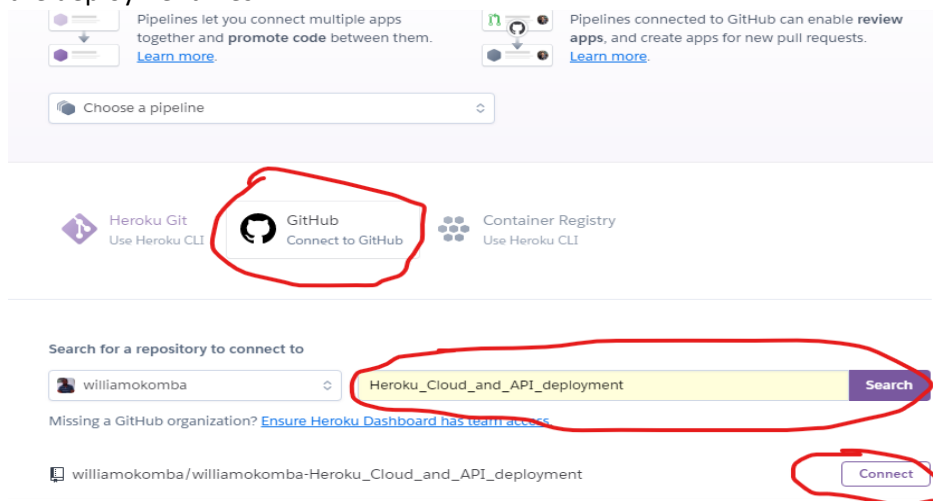 Pipelines let you connect multiple apps
together and promote code between them.
Learn more.
Pipelines connected to GitHub can enable review
apps, and create apps for new pull requests.
Learn more.
Choose a pipeline
Heroku Git
Use Heroku CLI
GitHub
Connect to GitHub
Container Registry
Use Heroku CLI
Search for a repository to connect to
williamokomba
Heroku_Cloud_and_API_deployment
Search
Missing a GitHub organization? Ensure Heroku Dashboard has team access.
williamokomba/williamokomba-Heroku_Cloud_and_API_deployment
Connect